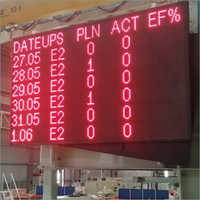 DATEUPS PLN ACT EF%
27.05 E2 0 0
28.05 E2 1 0
29.05 E2 0 0
30.05 E2 1 0
31.05 E2 0 0
1.06 E2 0 0